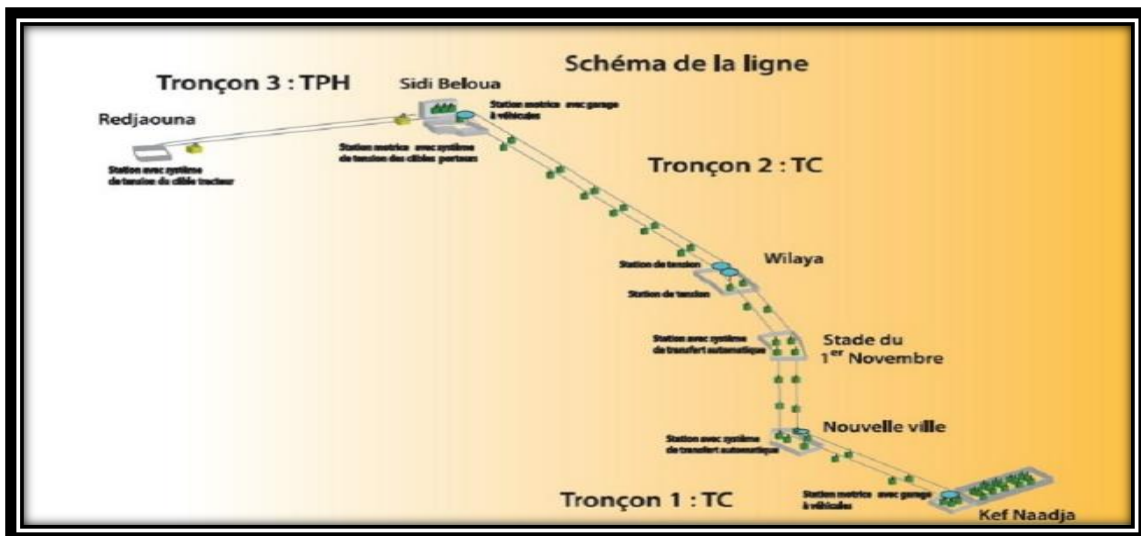 Schéma de la ligne
Tronçon 3 : TPH
Sidi Beloua
Station motrice avec garage
à véhicules
Redjaouna
Station motrice avec système
de tension des câbles porteurs
Station avec système
de tension du câble tracteur
Tronçon 2 : TC
Station de tension
Wilaya
Station de tension
Station avec système
de transfert automatique
Stade du
1er Novembre
Nouvelle ville
Station avec système
de transfert automatique
Tronçon 1 : TC
Station motrice avec garage
à véhicules
Kef Naadja